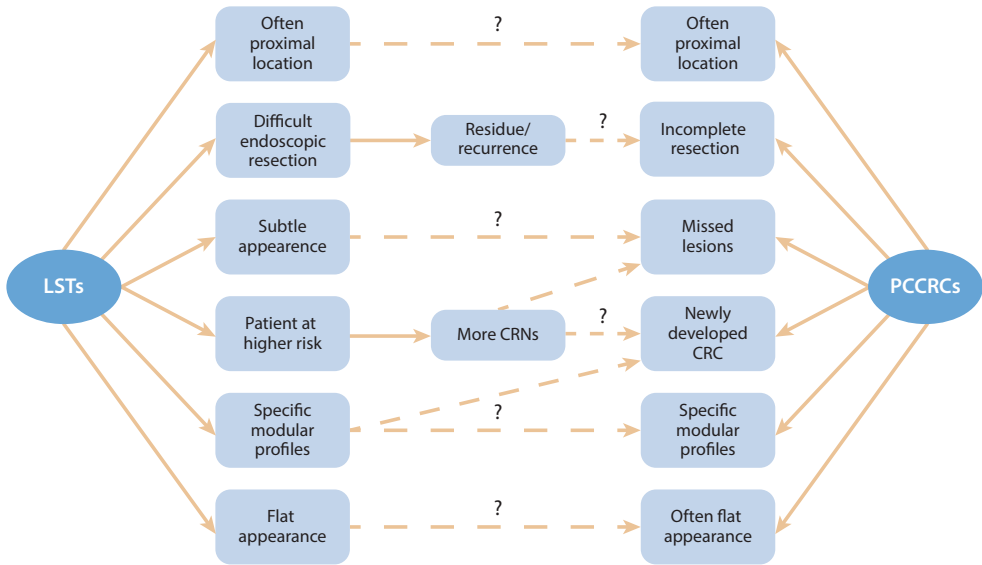 Often
proximal
location
?
Often
proximal
location
Difficult
endoscopic
resection
Residue/
recurrence
?
Incomplete
resection
Subtle
appearence
?
Missed
lesions
LSTs
PCCRCs
Patient at
higher risk
More CRNs
?
Newly
developed
CRC
Specific
modular
profiles
?
Specific
modular
profiles
Flat
appearance
?
Often flat
appearance